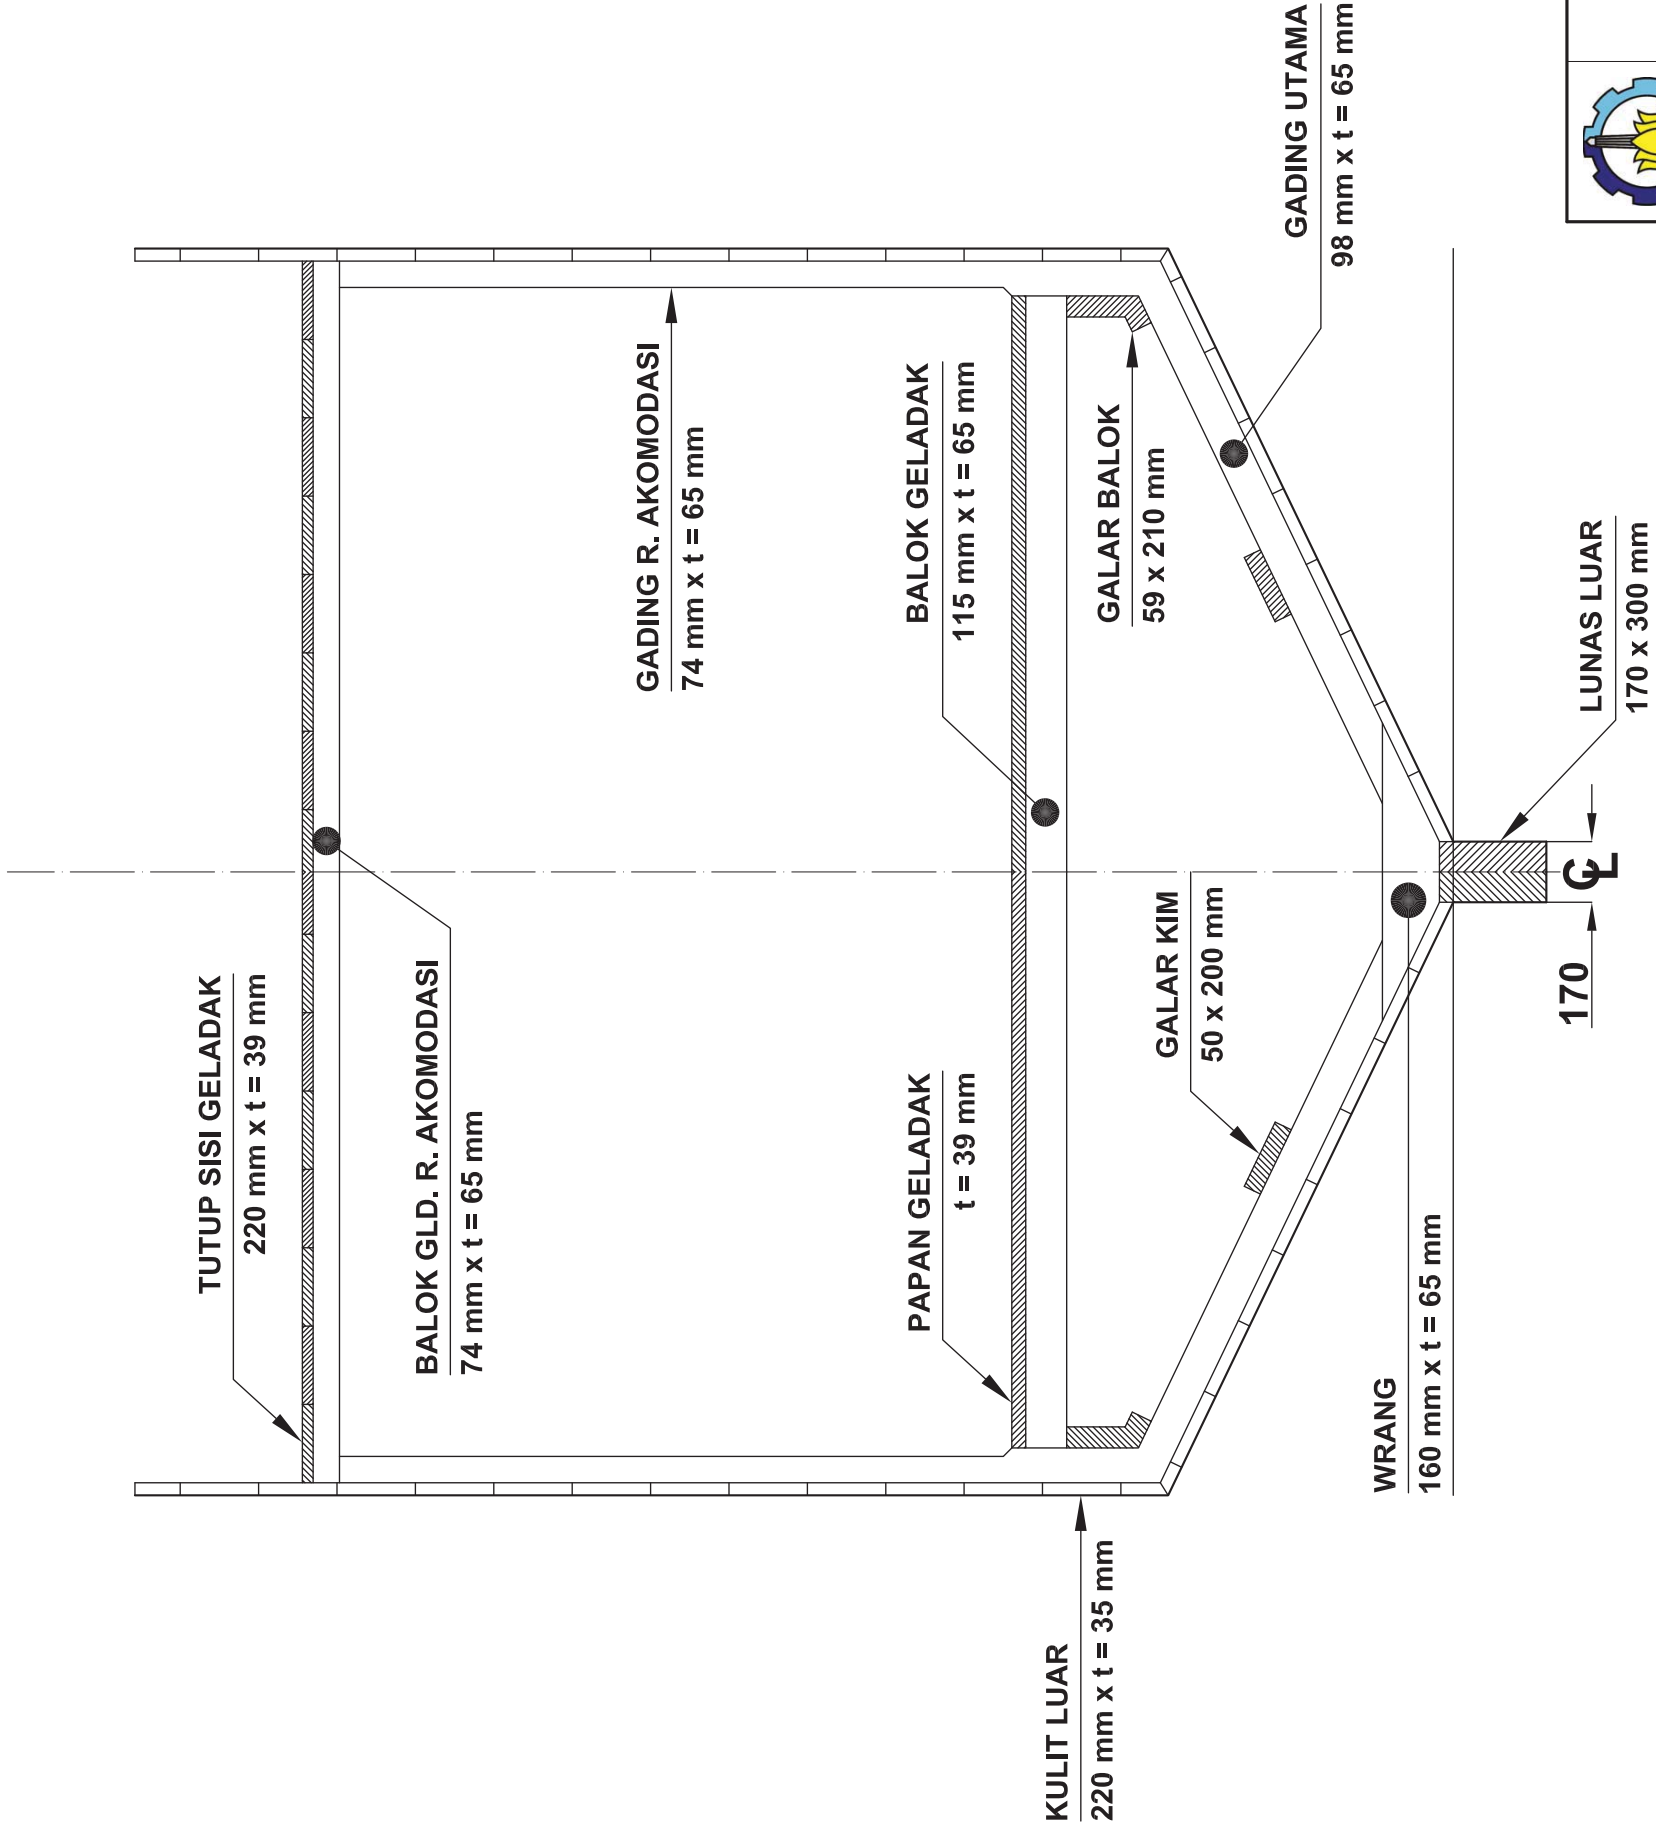 TUTUP SISI GELADAK
220 mm x t = 39 mm
BALOK GLD. R. AKOMODASI
74 mm x t = 65 mm
GADING R. AKOMODASI
74 mm x t = 65 mm
PAPAN GELADAK
t = 39 mm
BALOK GELADAK
115 mm x t = 65 mm
KULIT LUAR
220 mm x t = 35 mm
GALAR BALOK
59 x 210 mm
GALAR KIM
50 x 200 mm
GADING UTAMA
98 mm x t = 65 mm
WRANG
160 mm x t = 65 mm
LUNAS LUAR
170 x 300 mm
170
CL